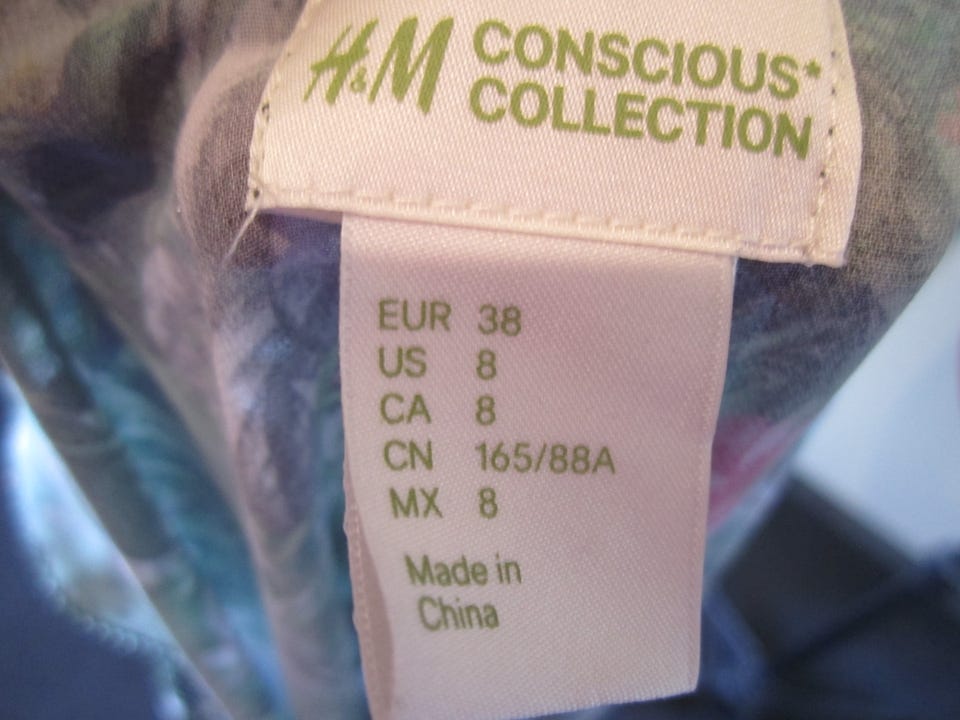 H&M CONSCIOUS*
COLLECTION
EUR 38
US 8
CA 8
CN 165/88A
MX 8
Made in
China